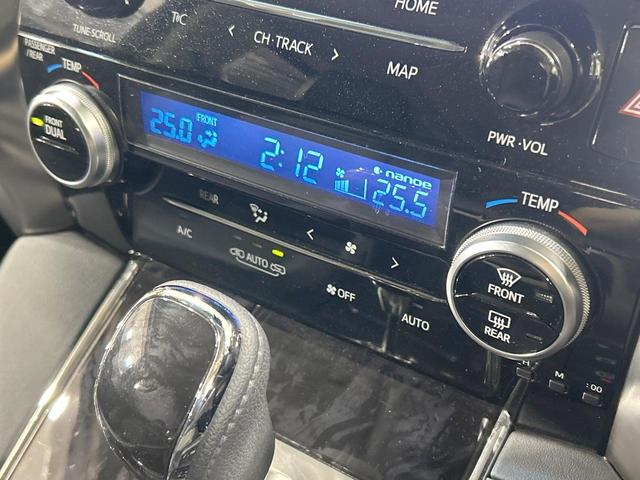 HOME
TUNE·SCROLL
CH·TRACK
MAP
PWR·VOL
PASSENGER
/REAR
TEMP
FRONT
DUAL
25.0
FRONT
2:12
nanoe
25.5
TEMP
REAR
A/C
AUTO
OFF
AUTO
FRONT
REAR
H
M
:00